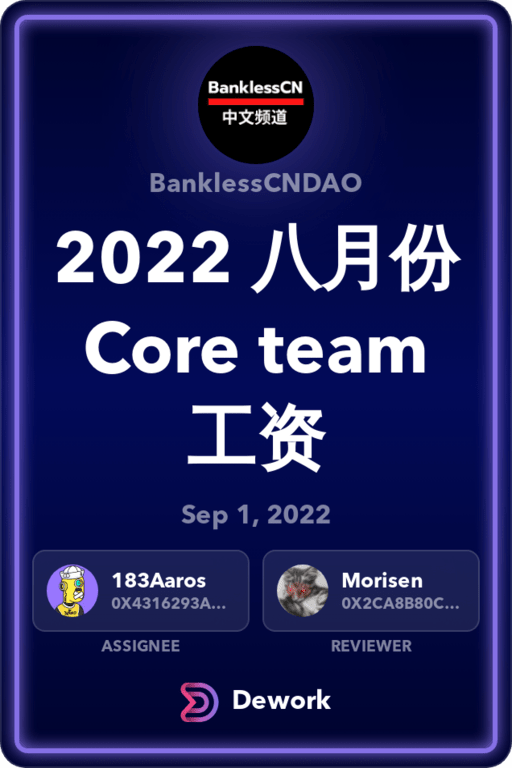 BanklessCN
中文频道
BanklessCNDAO
2022 八月份
Core team
工资
Sep 1, 2022
183Aaros
0X4316293A...
Morisen
0X2CA8B80C...
ASSIGNEE
REVIEWER
Dework